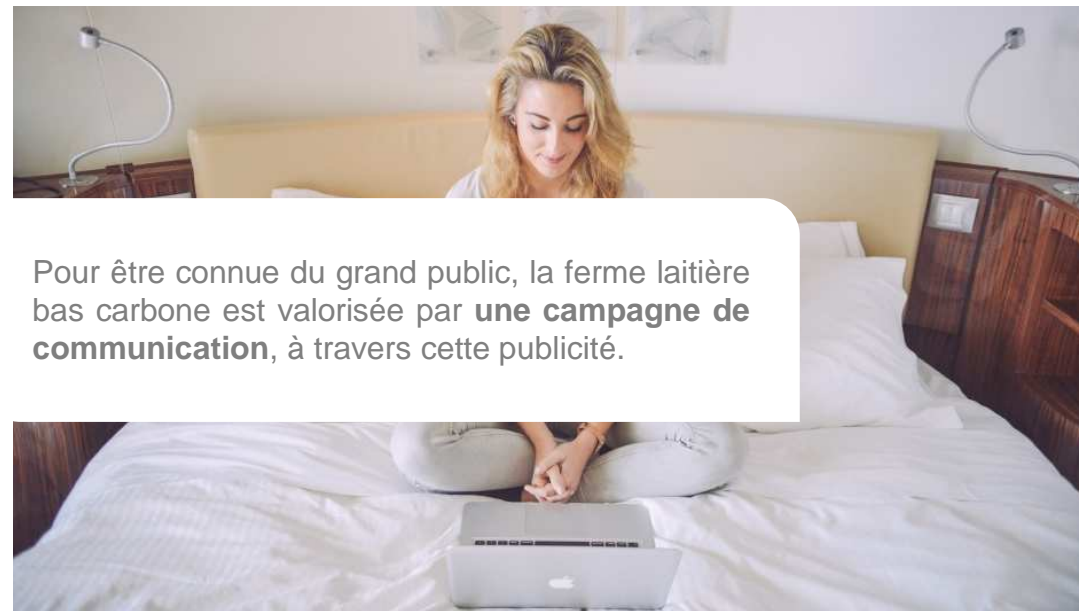 Pour être connue du grand public, la ferme laitière
bas carbone est valorisée par une campagne de
communication, à travers cette publicité.